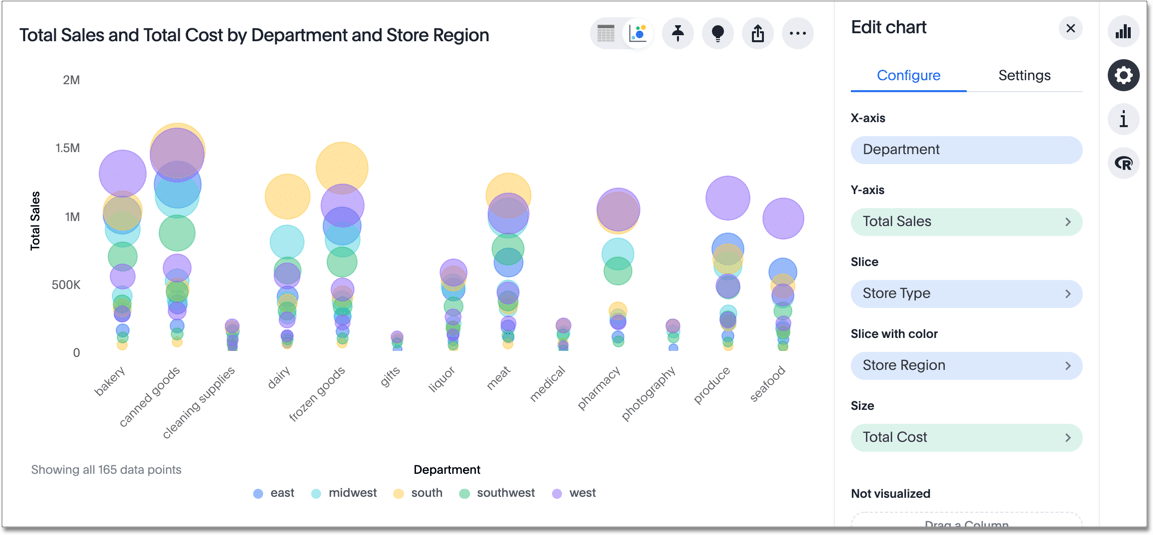 Total Sales and Total Cost by Department and Store Region
2M
1.5M
1M
500K
0
Total Sales
bakery
canned goods
cleaning supplies
dairy
frozen goods
gifts
liquor
meat
medical
pharmacy
photography
produce
seafood
Showing all 165 data points
Department
east midwest south southwest west
Edit chart
Configure Settings
X-axis
Department
Y-axis
Total Sales
Slice
Store Type
Slice with color
Store Region
Size
Total Cost
Not visualized
Drag a Column
i
R